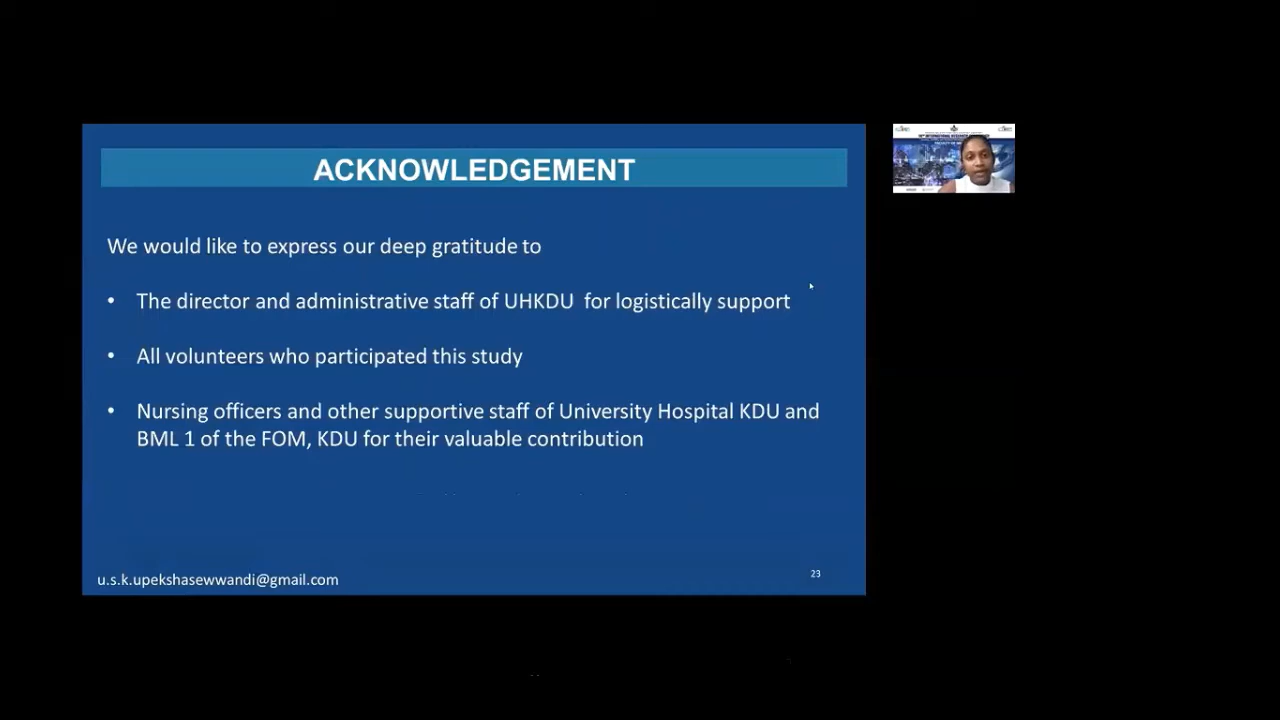 ACKNOWLEDGEMENT
We would like to express our deep gratitude to
• The director and administrative staff of UHKDU for logistically support
• All volunteers who participated this study
• Nursing officers and other supportive staff of University Hospital KDU and
BML 1 of the FOM, KDU for their valuable contribution
u.s.k.upekshasewwandi@gmail.com
23